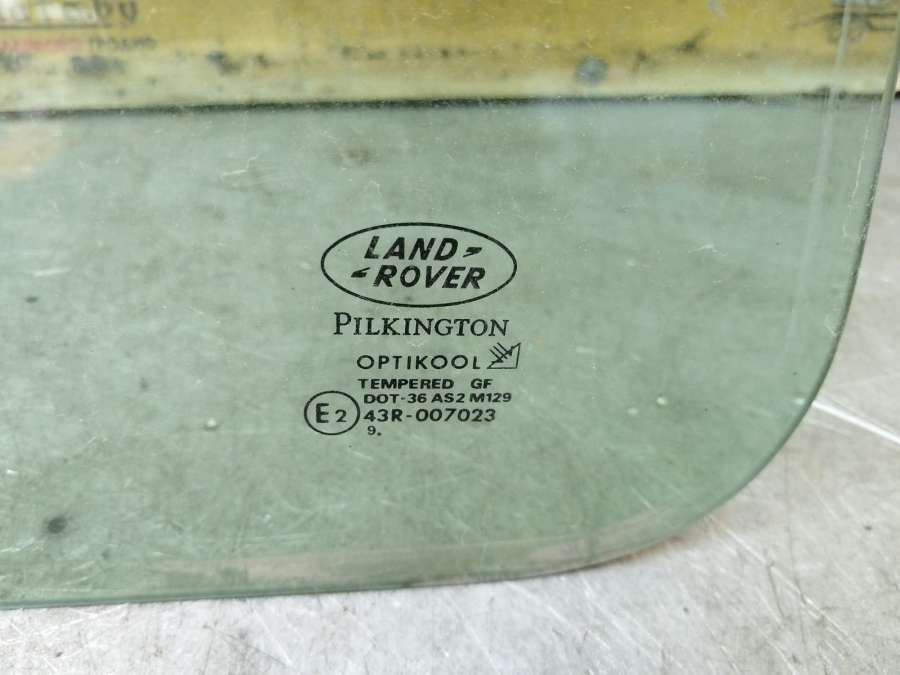 LAND
ROVER
PILKINGTON
OPTIKOOL
TEMPERED GF
DOT-36 AS2 M129
E2 43R-007023
9.